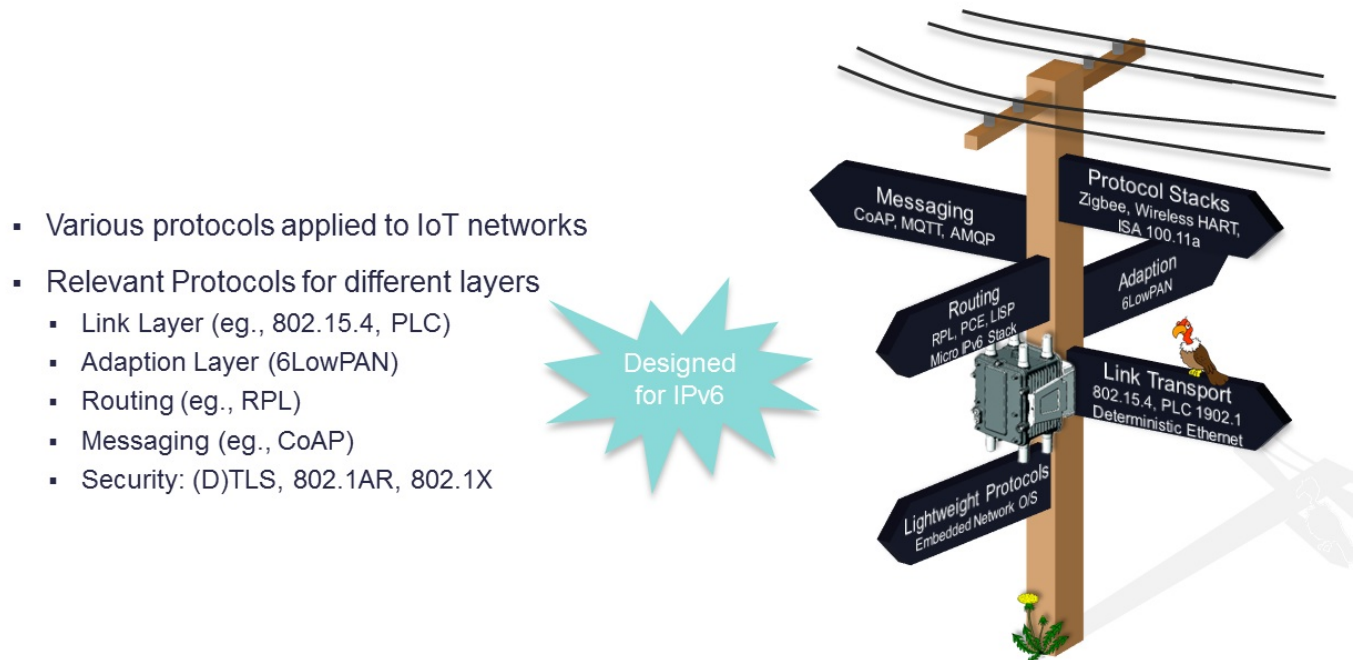 Various protocols applied to IoT networks
Relevant Protocols for different layers
Link Layer (eg., 802.15.4, PLC)
Adaption Layer (6LowPAN)
Routing (eg., RPL)
Messaging (eg., CoAP)
Security: (D)TLS, 802.1AR, 802.1X
Designed
for IPv6
Messaging
CoAP, MQTT, AMQP
Protocol Stacks
Zigbee, Wireless HART,
ISA 100.11a
Routing
RPL, PCE, LISP
Micro IPv6 Stack
Adaption
6LowPAN
Link Transport
802.15.4, PLC 1902.1
Deterministic Ethernet
Lightweight Protocols
Embedded Network O/S